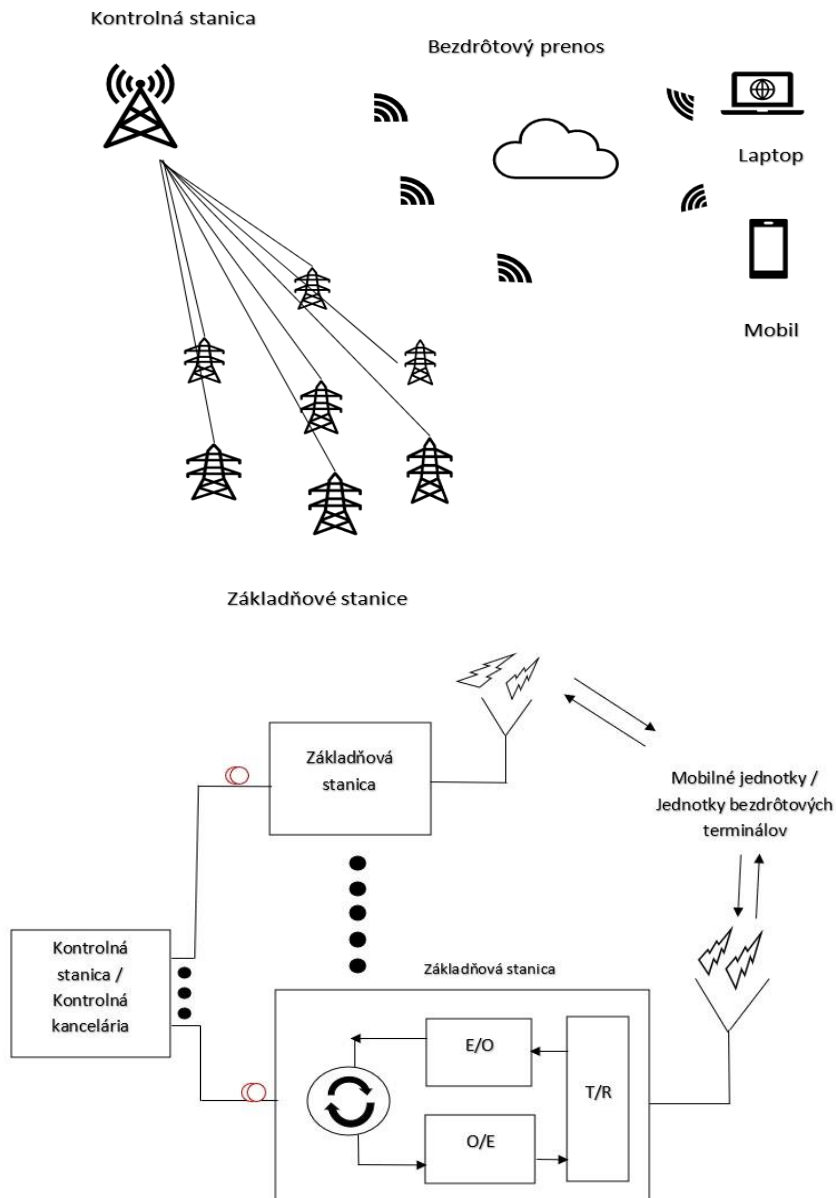 Kontrolná stanica
Bezdrôtový prenos
Laptop
Mobil
Základňové stanice
Základňová
stanica
Mobilné jednotky /
Jednotky bezdrôtových
terminálov
Kontrolná
stanica /
Kontrolná
kancelária
Základňová stanica
E/O
T/R
O/E